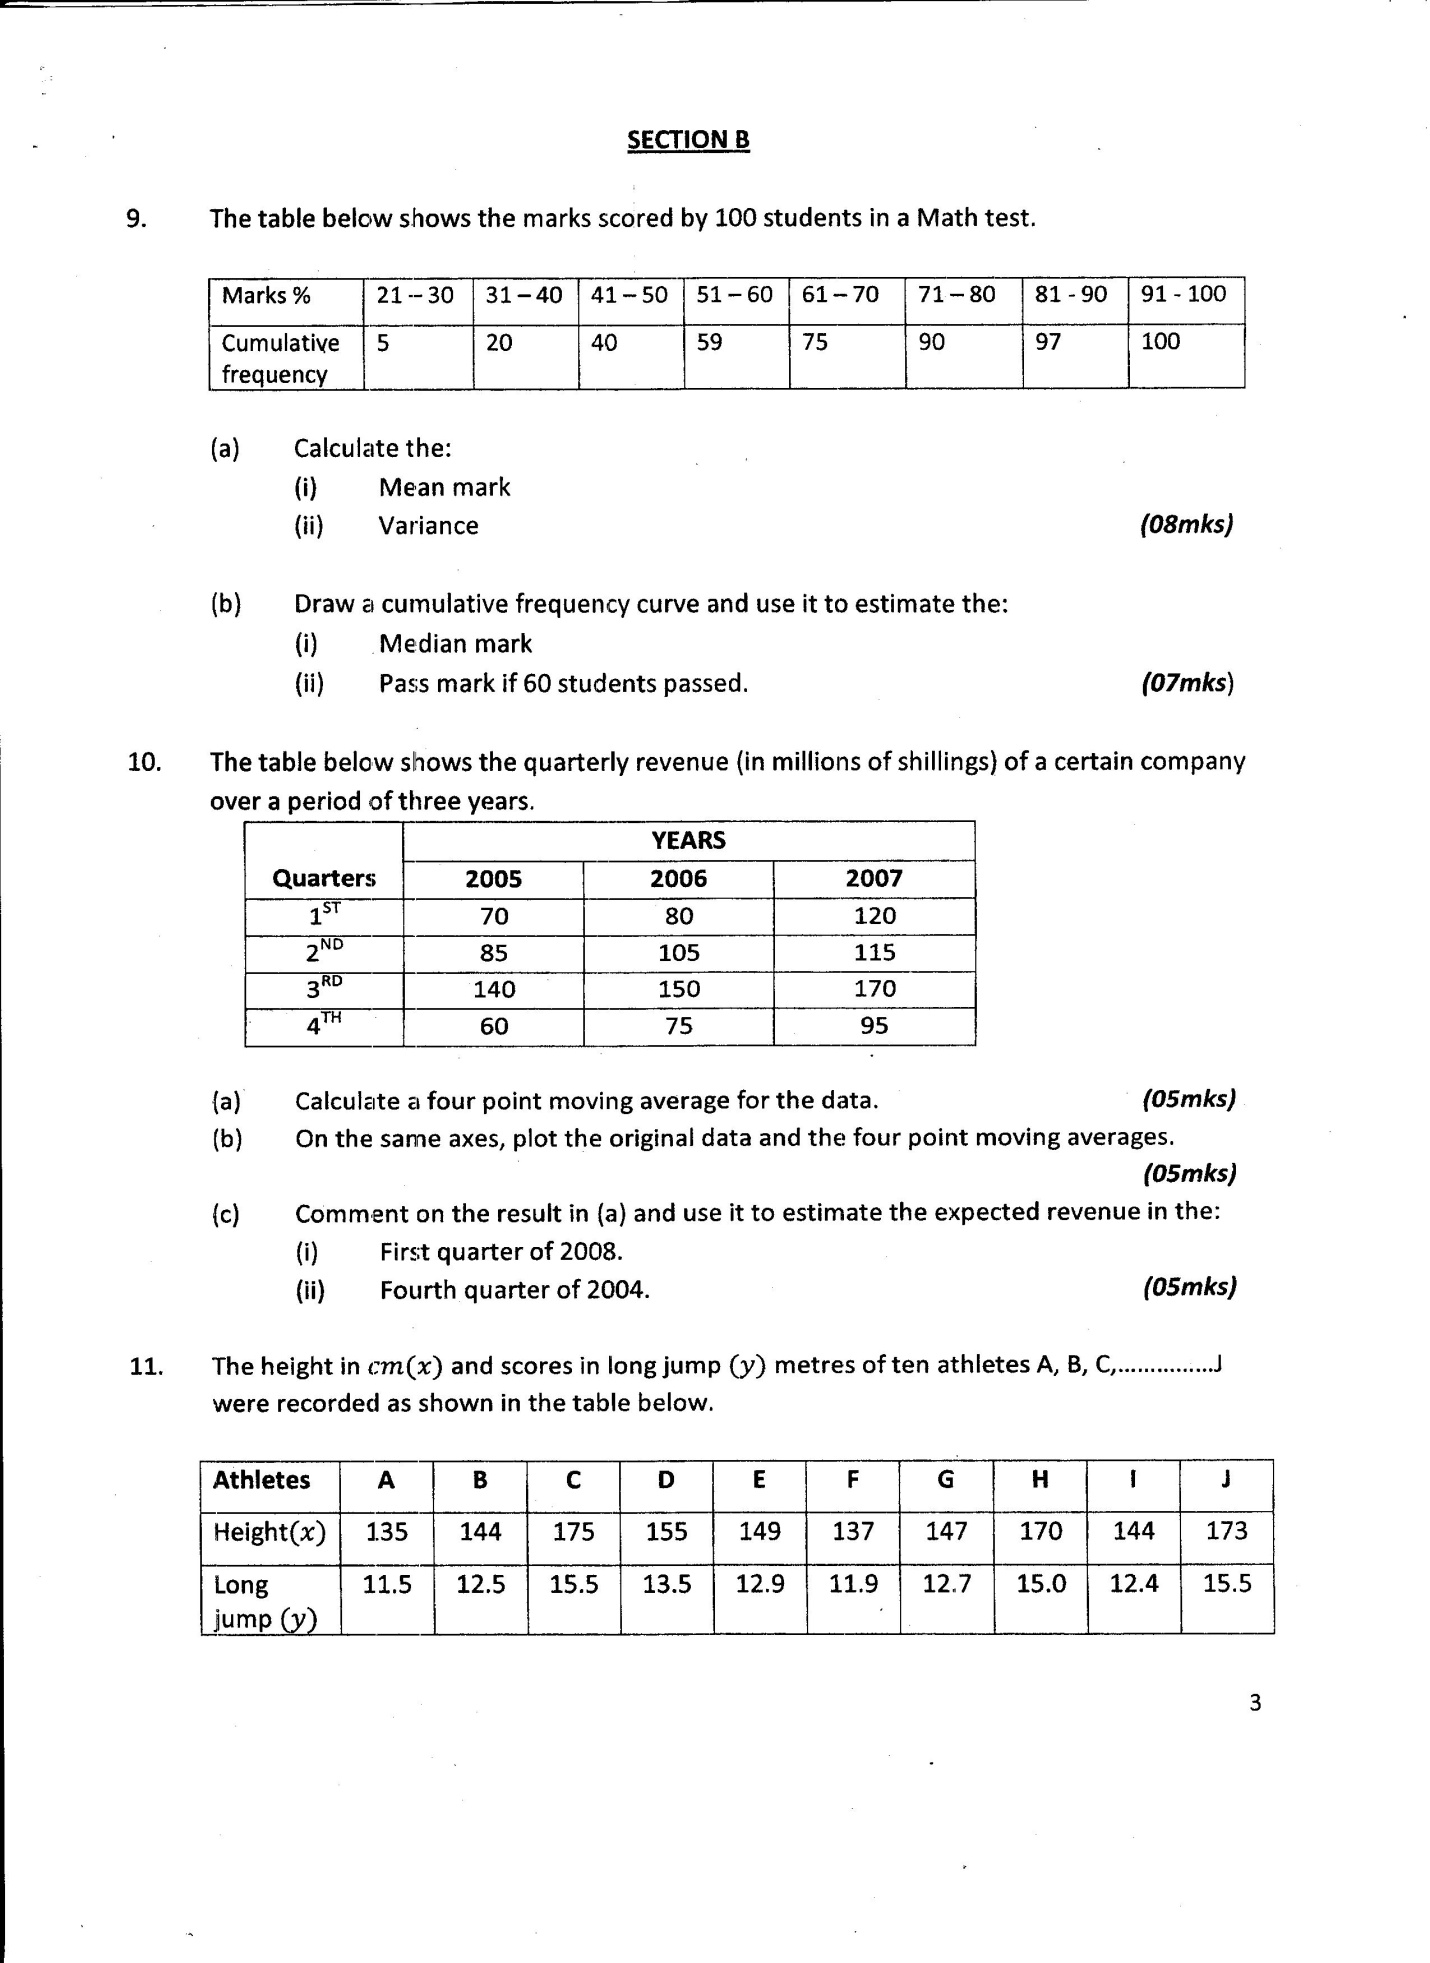 SECTION B
9. The table below shows the marks scored by 100 students in a Math test.
Marks % 21 -- 30 31 – 40 41 – 50 51 – 60 61 – 70 71 – 80 81 - 90 91 - 100
Cumulative frequency 5 20 40 59 75 90 97 100
(a) Calculate the:
(i) Mean mark
(ii) Variance (08mks)
(b) Draw a cumulative frequency curve and use it to estimate the:
(i) Median mark
(ii) Pass mark if 60 students passed. (07mks)
10. The table below shows the quarterly revenue (in millions of shillings) of a certain company
over a period of three years.
YEARS
Quarters 2005 2006 2007
1ST 70 80 120
2ND 85 105 115
3RD 140 150 170
4TH 60 75 95
(a) Calculate a four point moving average for the data. (05mks)
(b) On the same axes, plot the original data and the four point moving averages.
(05mks)
(c) Comment on the result in (a) and use it to estimate the expected revenue in the:
(i) First quarter of 2008.
(ii) Fourth quarter of 2004. (05mks)
11. The height in cm(x) and scores in long jump (y) metres of ten athletes A, B, C,...............J
were recorded as shown in the table below.
Athletes A B C D E F G H I J
Height(x) 135 144 175 155 149 137 147 170 144 173
Long jump (y) 11.5 12.5 15.5 13.5 12.9 11.9 12.7 15.0 12.4 15.5
3